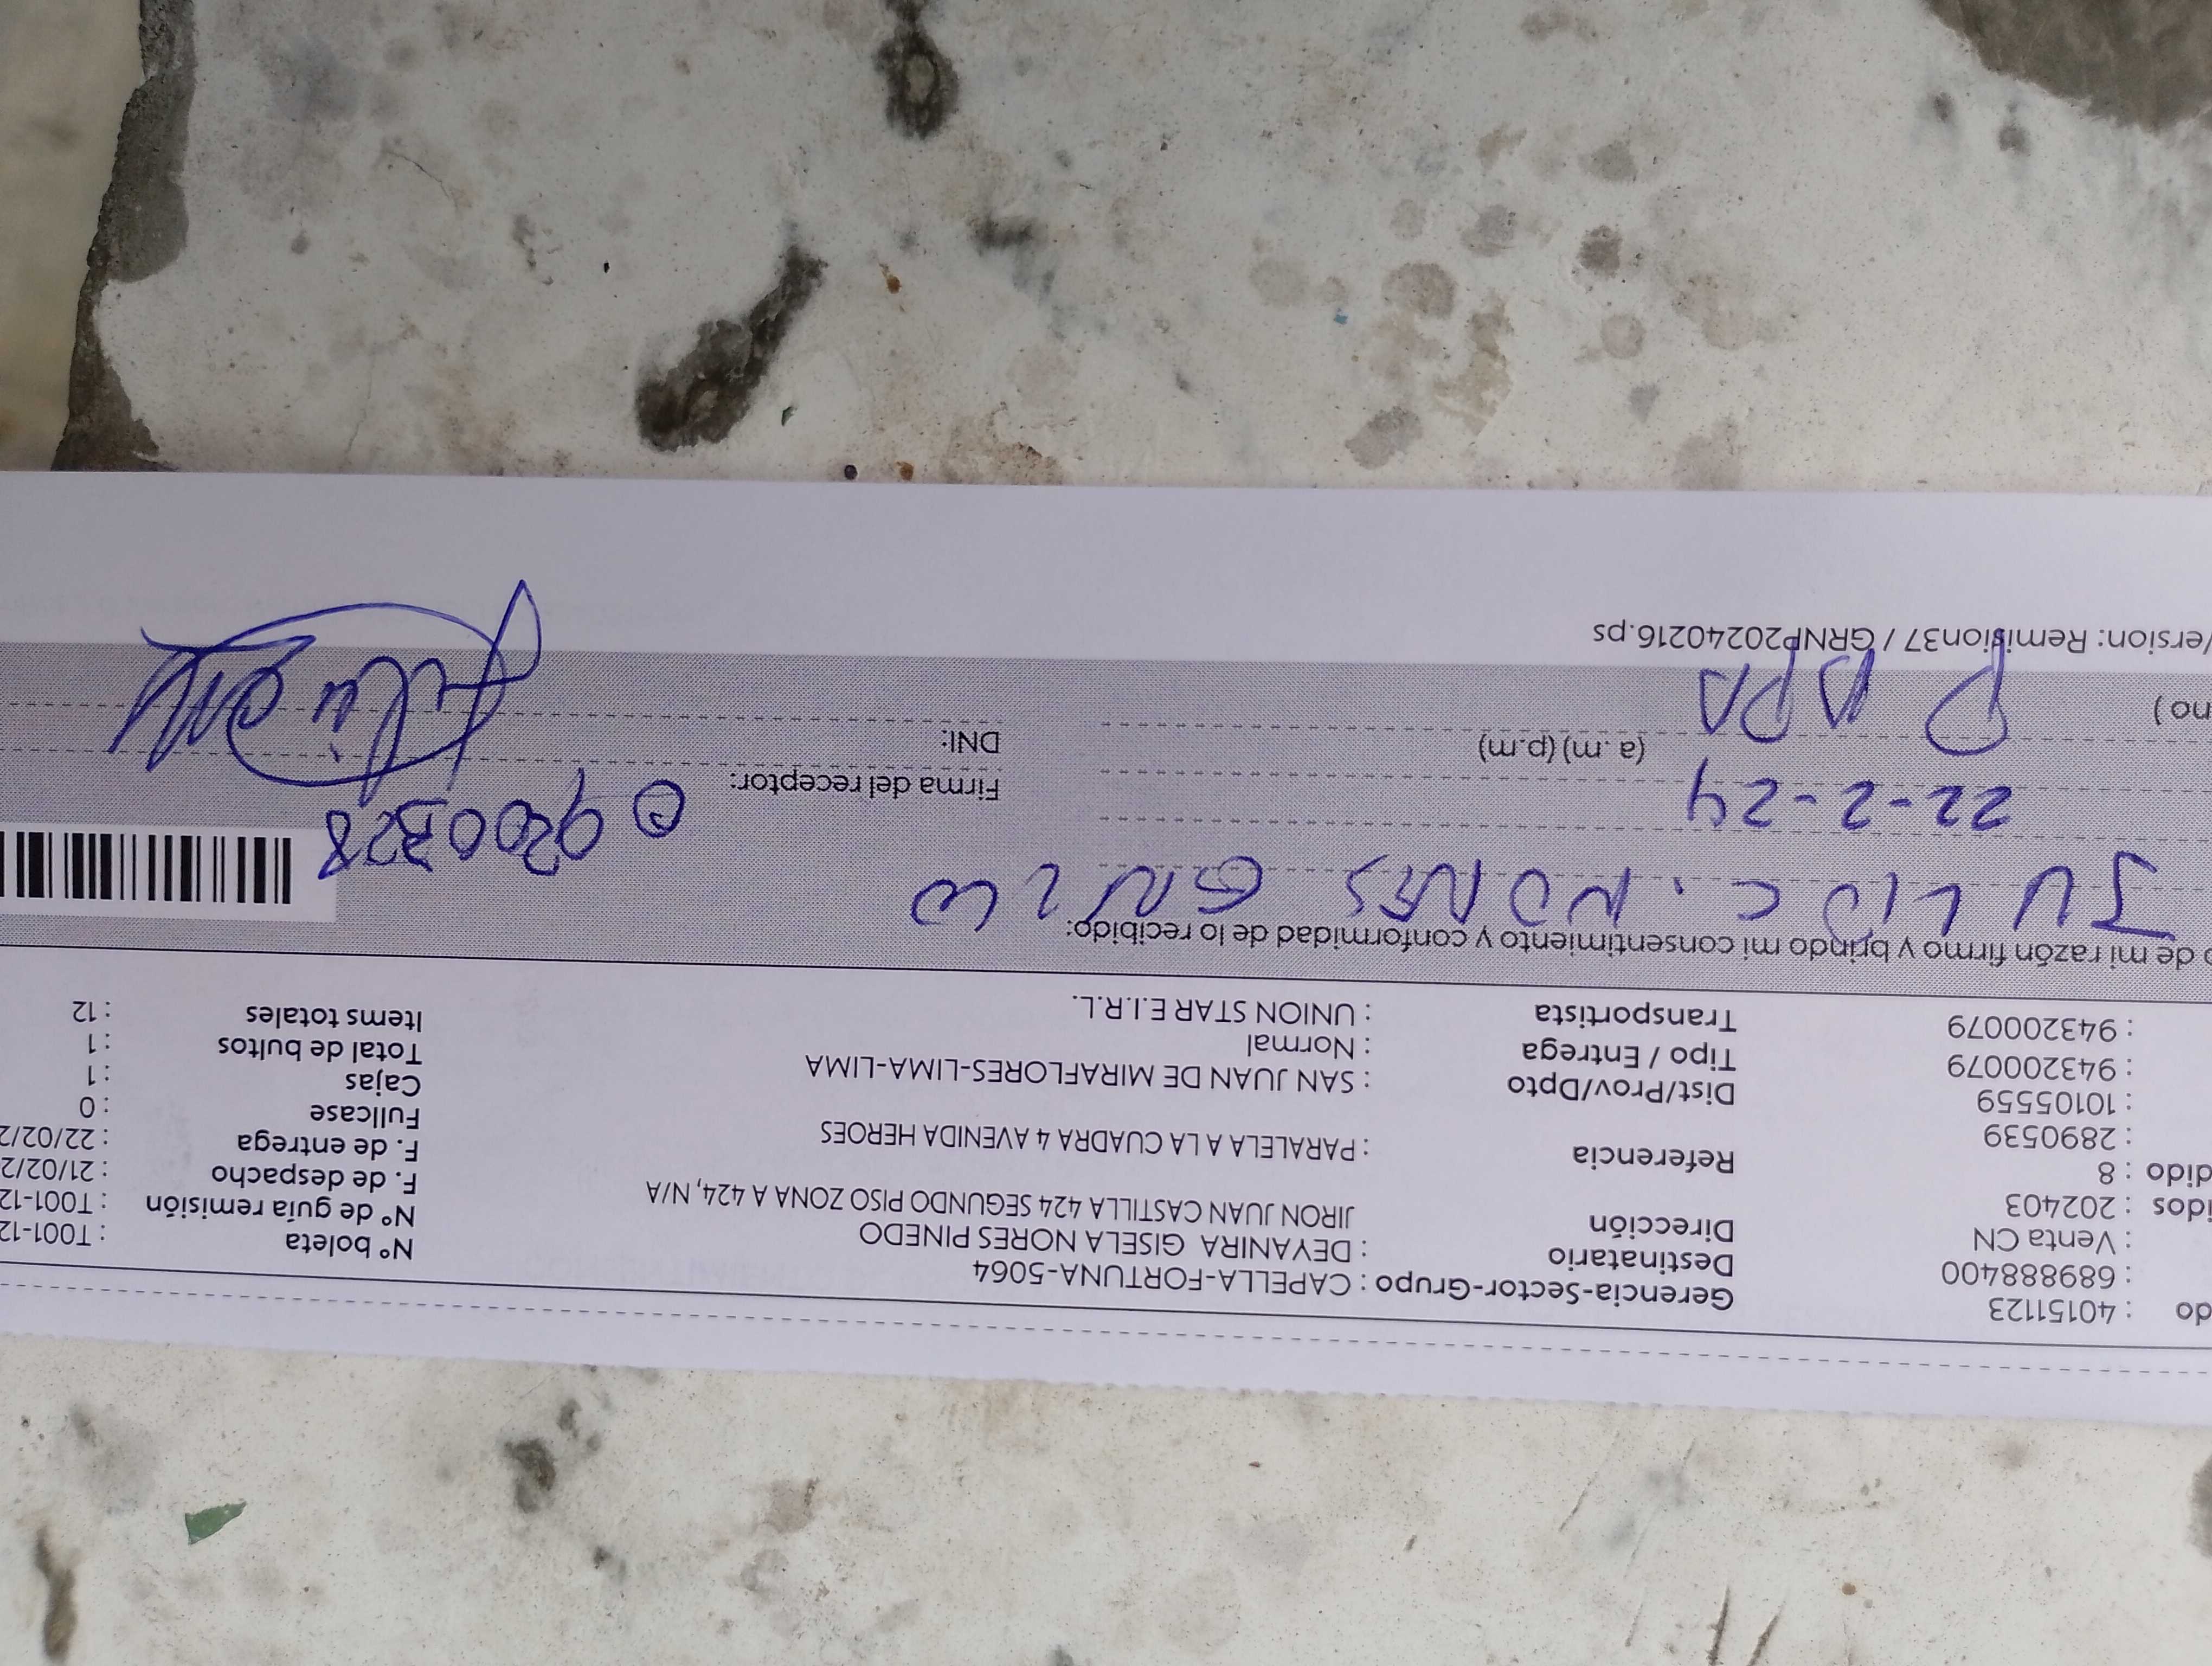 do : 40151123 Gerencia-Sector-Grupo : CAPELLA-FORTUNA-5064
: 689888400 Destinatario : DEYANIRA GISELA NORES PINEDO Nº boleta : T001-12
: Venta CN Dirección JIRON JUAN CASTILLA 424 SEGUNDO PISO ZONA A 424, N/A Nº de guía remisión : T001-12
idos : 202403 F. de despacho : 21/02/2
dido : 8 Referencia : PARALELA A LA CUADRA 4 AVENIDA HEROES F. de entrega : 22/02/2
: 2890539 Fullcase : 0
: 10105559 Dist/Prov/Dpto : SAN JUAN DE MIRAFLORES-LIMA-LIMA Cajas : 1
: 943200079 Tipo / Entrega : Normal Total de bultos : 1
: 943200079 Transportista : UNION STAR E.I.R.L. Items totales : 12
o de mi razón firmo y brindo mi consentimiento y conformidad de lo recibido:
JULIO C. NORES
22-2-24
Firma del receptor:
(a. m) (p.m) DNI:
no ) PAPA
Version: Remision37 / GRNP20240216.ps